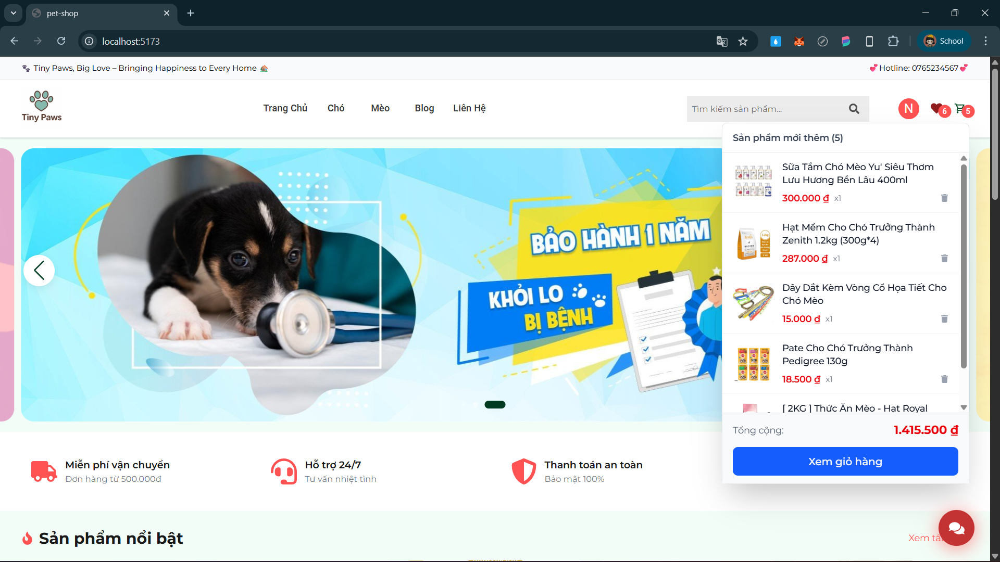 pet-shop
localhost:5173
School
🐾 Tiny Paws, Big Love – Bringing Happiness to Every Home 🏠
💕 Hotline: 0765234567 💕
Tiny Paws
Trang Chủ
Chó
Mèo
Blog
Liên Hệ
Tìm kiếm sản phẩm...
N
6
5
Sản phẩm mới thêm (5)
Sữa Tắm Chó Mèo Yu' Siêu Thơm
Lưu Hương Bền Lâu 400ml
300.000 ₫ x1
Hạt Mềm Cho Chó Trưởng Thành
Zenith 1.2kg (300g*4)
287.000 ₫ x1
Dây Dắt Kèm Vòng Cổ Họa Tiết Cho
Chó Mèo
15.000 ₫ x1
Pate Cho Chó Trưởng Thành
Pedigree 130g
18.500 ₫ x1
[ 2KG ] Thức Ăn Mèo - Hạt Royal
Tổng cộng:
1.415.500 ₫
Xem giỏ hàng
BẢO HÀNH 1 NĂM
KHỎI LO
BỊ BỆNH
Miễn phí vận chuyển
Đơn hàng từ 500.000đ
Hỗ trợ 24/7
Tư vấn nhiệt tình
Thanh toán an toàn
Bảo mật 100%
Sản phẩm nổi bật
Xem